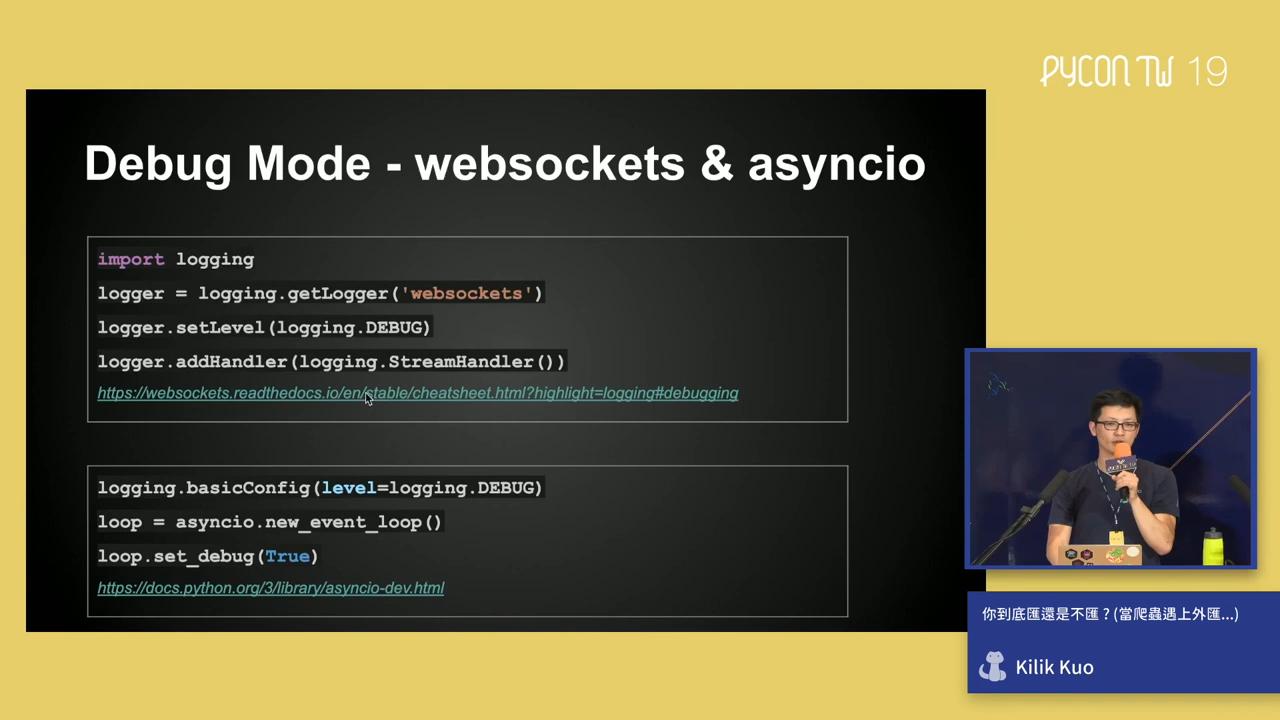 PYCON TW 19
Debug Mode - websockets & asyncio
import logging
logger = logging.getLogger('websockets')
logger.setLevel(logging.DEBUG)
logger.addHandler(logging.StreamHandler())
https://websockets.readthedocs.io/en/stable/cheatsheet.html?highlight=logging#debugging
logging.basicConfig(level=logging.DEBUG)
loop = asyncio.new_event_loop()
loop.set_debug(True)
https://docs.python.org/3/library/asyncio-dev.html
你到底匯還是不匯？(當爬蟲遇上外匯...)
Kilik Kuo